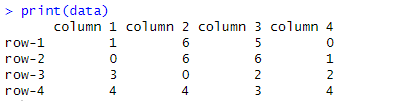 > print(data)
column 1 column 2 column 3 column 4
row-1 1 6 5 0
row-2 0 6 6 1
row-3 3 0 2 2
row-4 4 4 3 4